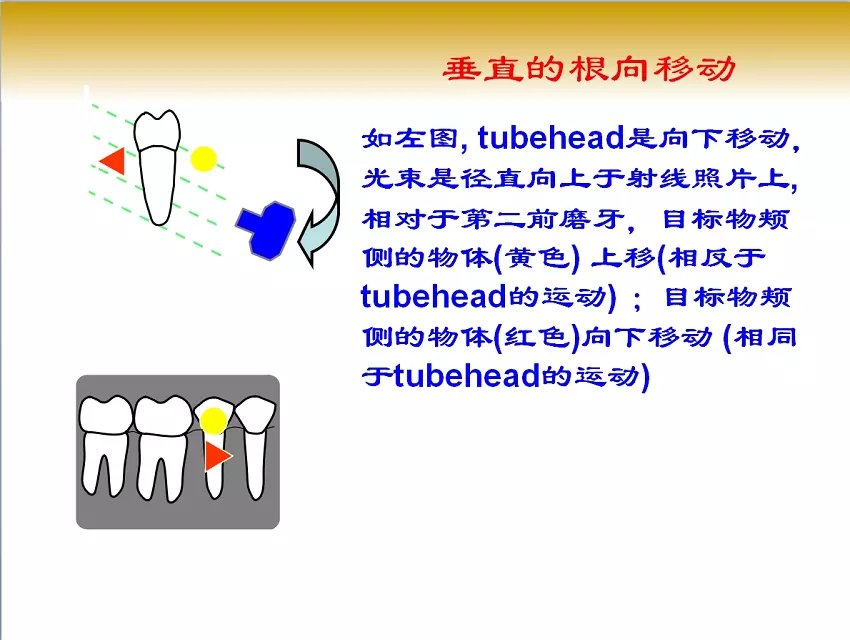 垂直的根向移动
如左图, tubehead是向下移动,
光束是径直向上于射线照片上,
相对于第二前磨牙, 目标物颊
侧的物体(黄色) 上移(相反于
tubehead的运动) ; 目标物颊
侧的物体(红色)向下移动 (相同
于tubehead的运动)